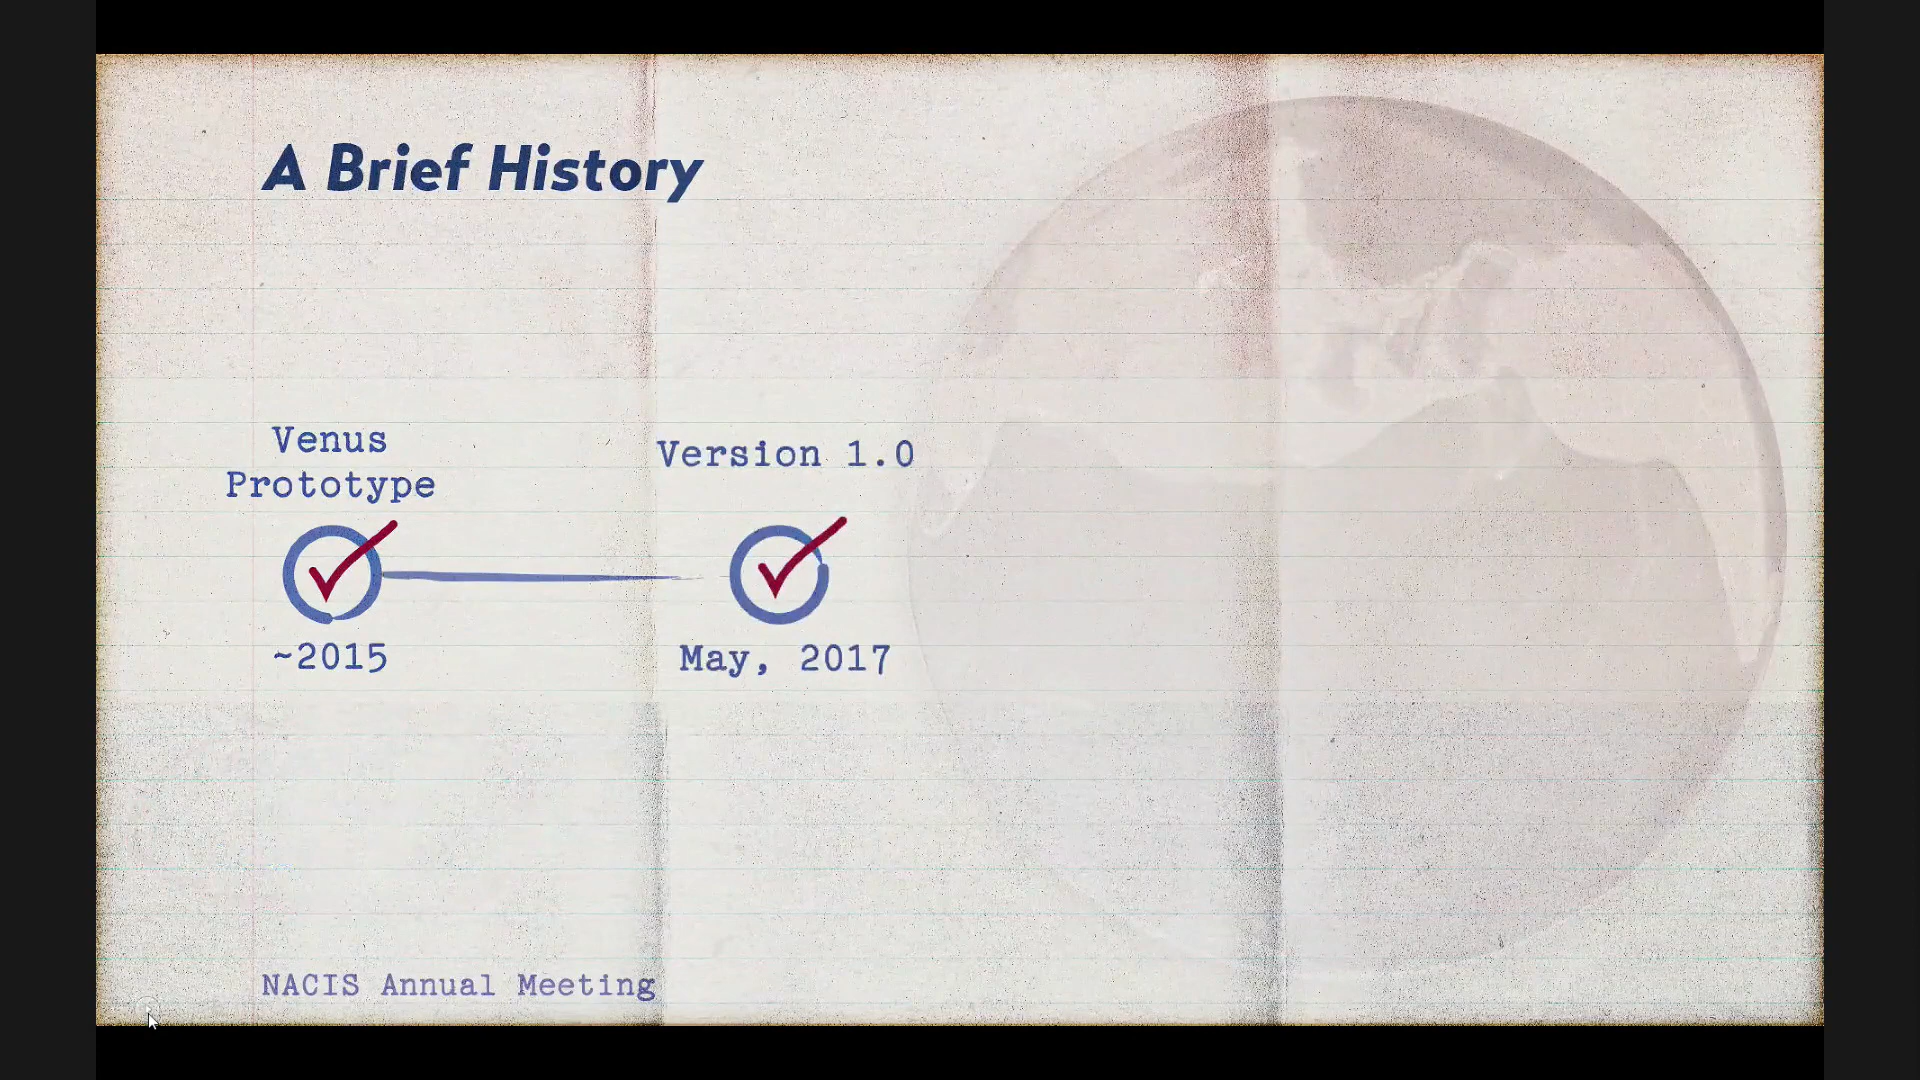 A Brief History
Venus
Prototype
Version 1.0
~2015
May, 2017
NACIS Annual Meeting